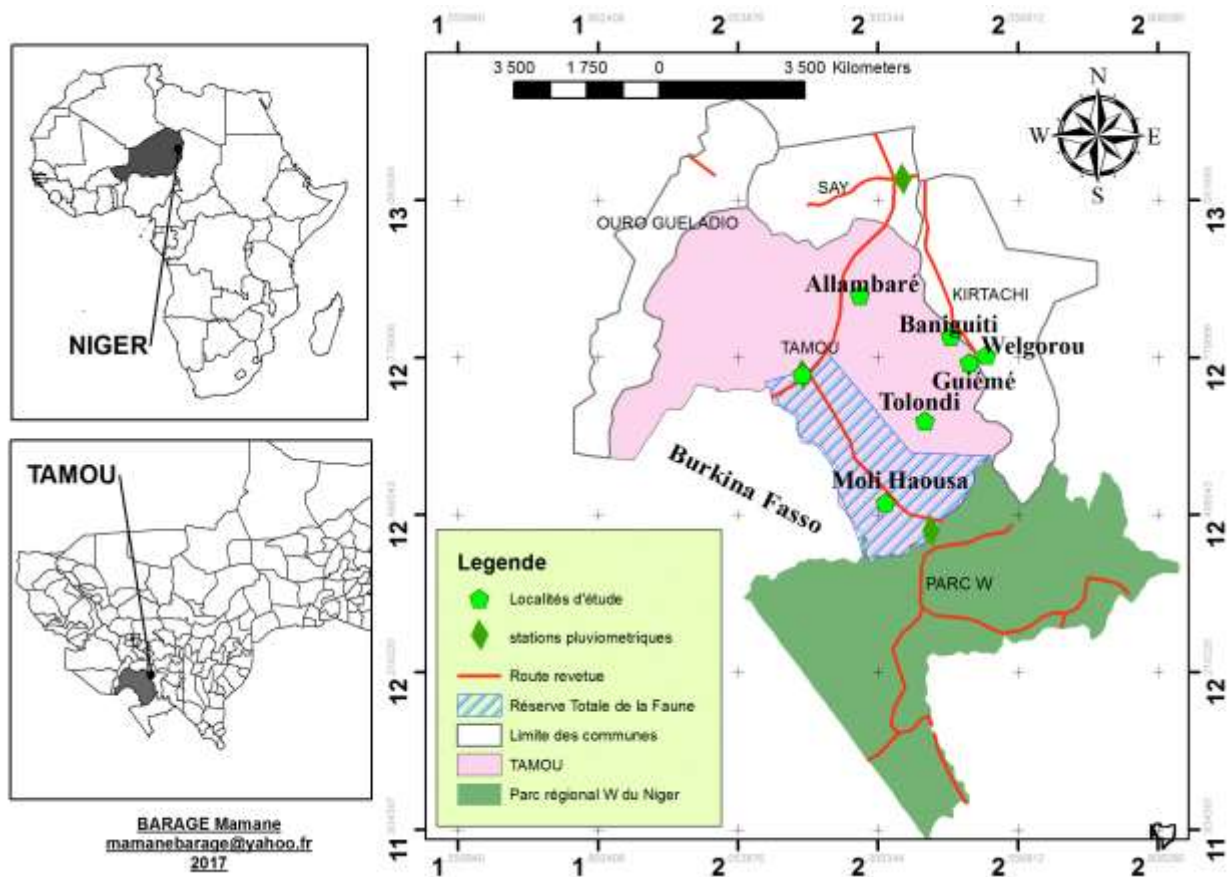 NIGER
TAMOU
BARAGE Mamane
mamanebarage@yahoo.fr
2017
1 1 2 2 2 2
3 500 1 750 0 3 500 Kilometers
N
W E
S
13 13
SAY
OURO GUELADIO
Allambaré
KIRTACHI
Baniguiti
Welgorou
TAMOU
12 12
Guiémé
Tolondi
Moli Haousa
Burkina Fasso
12 12
PARC W
12 12
11 11
Legende
Localités d'étude
stations pluviometriques
Route revetue
Réserve Totale de la Faune
Limite des communes
TAMOU
Parc régional W du Niger
1 1 2 2 2 2